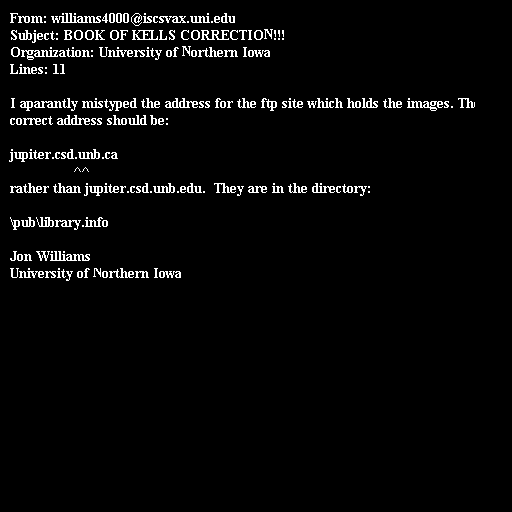 From: williams4000@iscsvax.uni.edu
Subject: BOOK OF KELLS CORRECTION!!!
Organization: University of Northern Iowa
Lines: 11
I aparantly mistyped the address for the ftp site which holds the images. The
correct address should be:
jupiter.csd.unb.ca
^^
rather than jupiter.csd.unb.edu.  They are in the directory:
\pub\library.info
Jon Williams
University of Northern Iowa